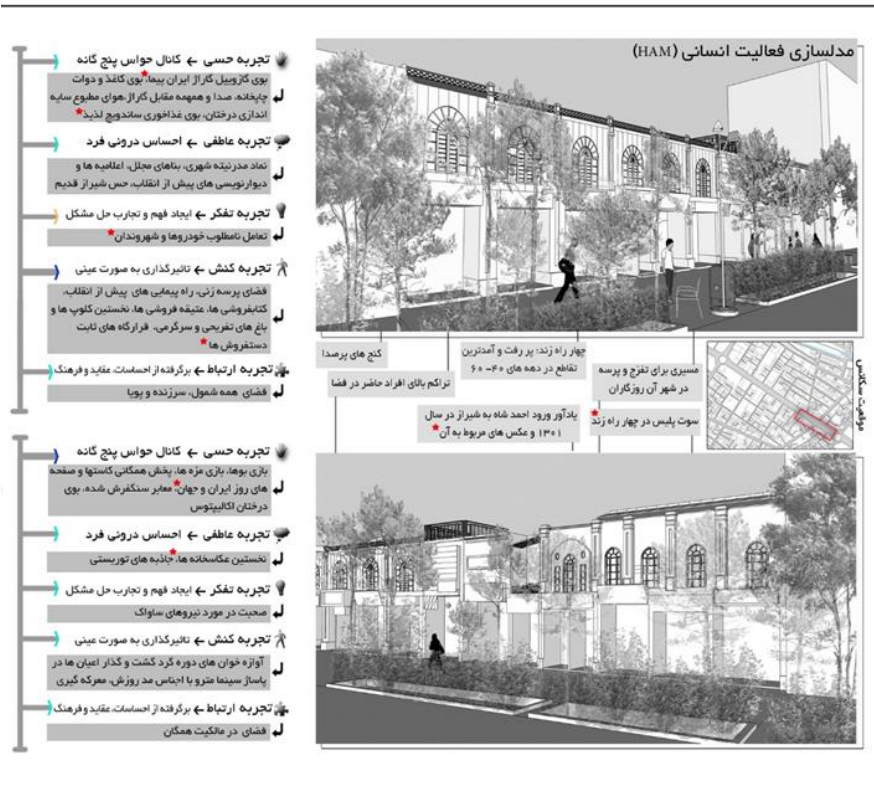 مدلسازی فعالیت انسانی (HAM)
تجربه حسی ← کانال حواس پنج گانه
بوی گازوییل گاراژ ایران پیما، بوی کاغذ و دوات
چاپخانه، صدا و همهمه مقابل گاراژ،هوای مطبوع سایه
اندازی درختان، بوی غذاخوری ساندویچ لذیذ
تجربه عاطفی ← احساس درونی فرد
نماد مدرنیته شهری، بناهای مجلل، اعلامیه ها و
دیوارنویسی های پیش از انقلاب، حس شیراز قدیم
تجربه تفکر ← ایجاد فهم و تجارب حل مشکل
تعامل نامطلوب خودروها و شهروندان
تجربه کنش ← تاثیرگذاری به صورت عینی
فضای پرسه زنی، راه پیمایی های پیش از انقلاب،
کتابفروشی ها، عتیقه فروشی ها، نخستین کلوپ ها و
باغ های تفریحی و سرگرمی، قرارگاه های ثابت
دستفروش ها
تجربه ارتباط ← برگرفته از احساسات، عقاید و فرهنگ
فضای همه شمول، سرزنده و پویا
کنج های پرصدا
تراکم بالای افراد حاضر در فضا
چهار راه زند: پر رفت و آمدترین
تقاطع در دهه های ۴۰- ۶۰
مسیری برای تفرج و پرسه
در شهر آن روزگاران
یادآور ورود احمد شاه به شیراز در سال
۱۳۰۱ و عکس های مربوط به آن
سوت پلیس در چهار راه زند
موقعیت سکانس
تجربه حسی ← کانال حواس پنج گانه
بازی بوها، بازی مزه ها، پخش همگانی کاستها و صفحه
های روز ایران و جهان، معابر سنگفرش شده، بوی
درختان اکالیپتوس
تجربه عاطفی ← احساس درونی فرد
نخستین عکاسخانه ها، جاذبه های توریستی
تجربه تفکر ← ایجاد فهم و تجارب حل مشکل
صحبت در مورد نیروهای ساواک
تجربه کنش ← تاثیرگذاری به صورت عینی
آوازه خوان های دوره گرد گشت و گذار اعیان ها در
پاساژ سینما مترو با اجناس مد روزش، معرکه گیری
تجربه ارتباط ← برگرفته از احساسات، عقاید و فرهنگ
فضای در مالکیت همگان